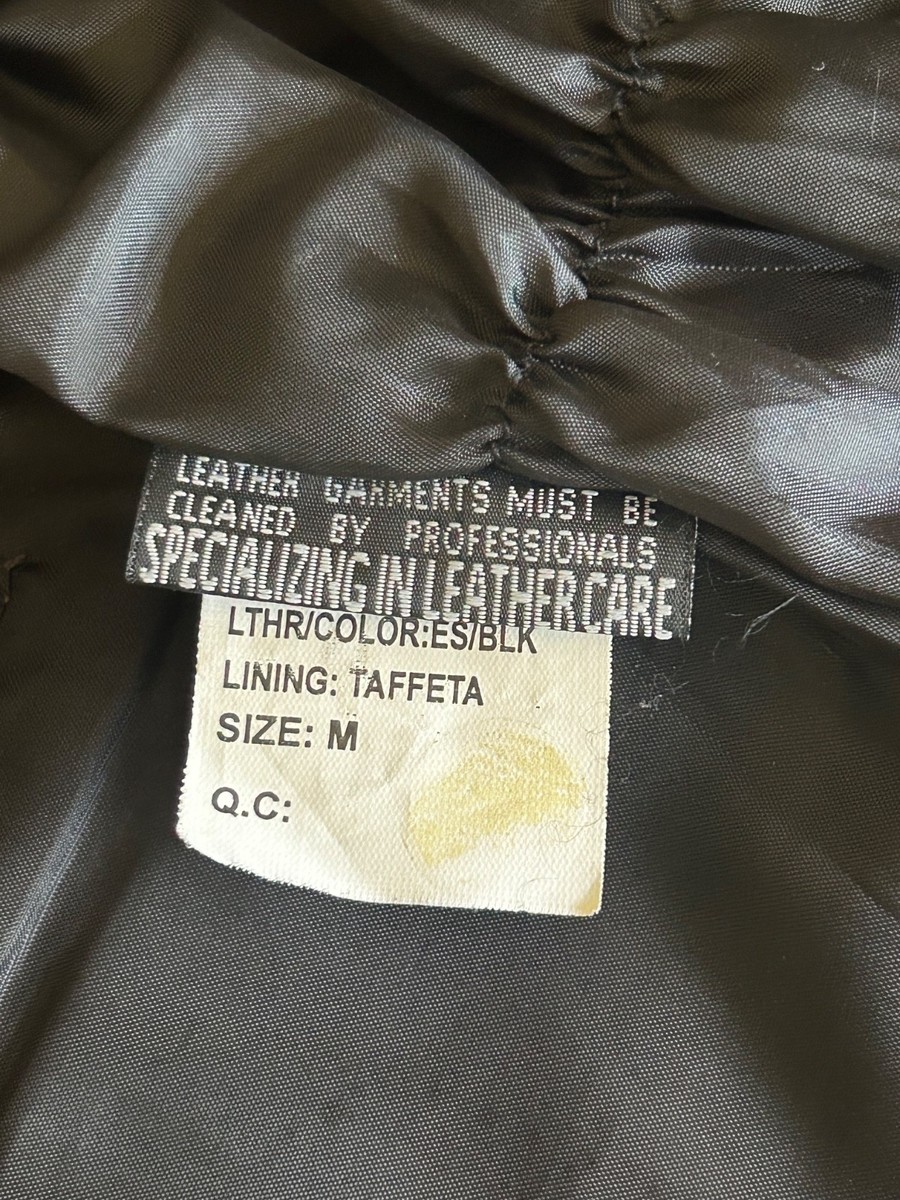 LEATHER GARMENTS MUST BE
CLEANED BY PROFESSIONALS
SPECIALIZING IN LEATHER CARE
LTHR/COLOR:ES/BLK
LINING: TAFFETA
SIZE: M
Q.C: